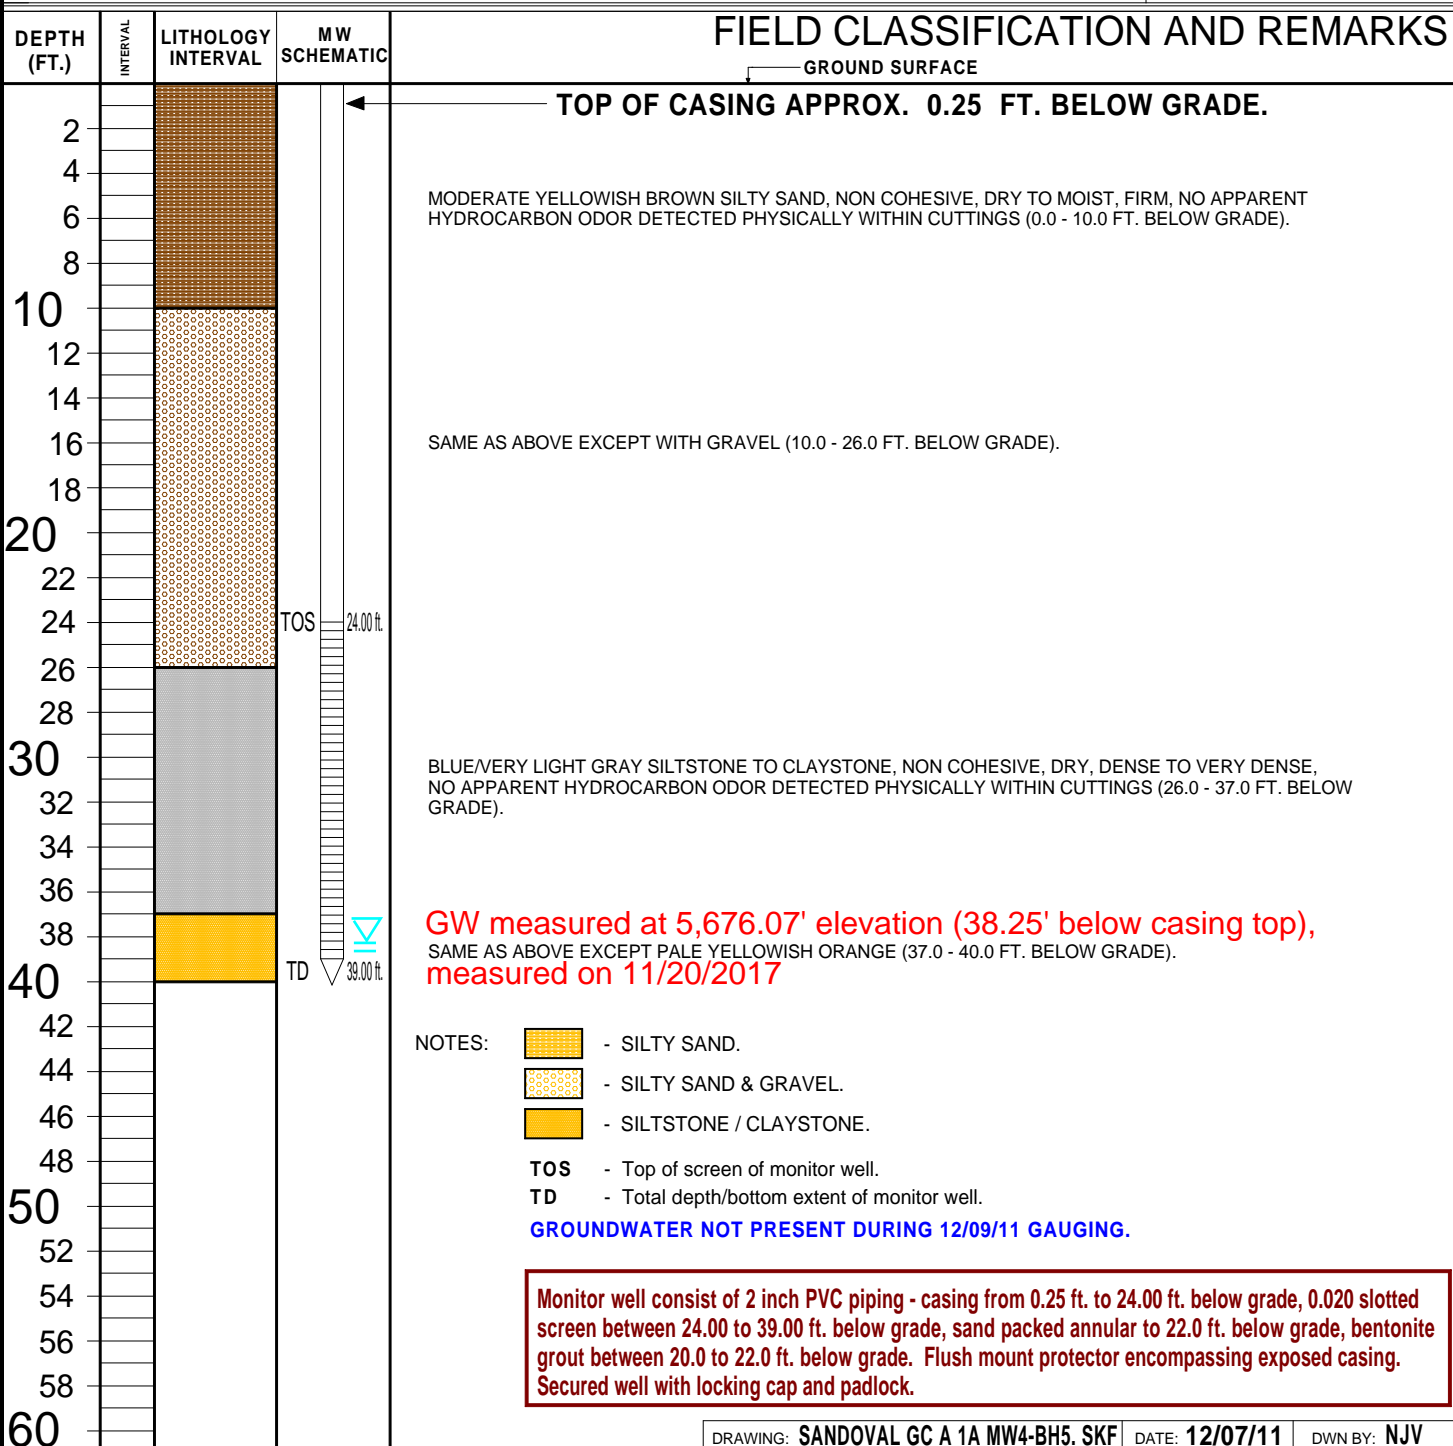 DEPTH (FT.)
INTERVAL
LITHOLOGY INTERVAL
MW SCHEMATIC
FIELD CLASSIFICATION AND REMARKS
GROUND SURFACE
TOP OF CASING APPROX. 0.25 FT. BELOW GRADE.
2
4
MODERATE YELLOWISH BROWN SILTY SAND, NON COHESIVE, DRY TO MOIST, FIRM, NO APPARENT
6
HYDROCARBON ODOR DETECTED PHYSICALLY WITHIN CUTTINGS (0.0 - 10.0 FT. BELOW GRADE).
8
10
12
14
16
SAME AS ABOVE EXCEPT WITH GRAVEL (10.0 - 26.0 FT. BELOW GRADE).
18
20
22
24
TOS
24.00 ft.
26
28
30
BLUE/VERY LIGHT GRAY SILTSTONE TO CLAYSTONE, NON COHESIVE, DRY, DENSE TO VERY DENSE,
NO APPARENT HYDROCARBON ODOR DETECTED PHYSICALLY WITHIN CUTTINGS (26.0 - 37.0 FT. BELOW
GRADE).
32
34
36
GW measured at 5,676.07' elevation (38.25' below casing top),
38
SAME AS ABOVE EXCEPT PALE YELLOWISH ORANGE (37.0 - 40.0 FT. BELOW GRADE).
measured on 11/20/2017
TD
39.00 ft.
40
42
NOTES:
- SILTY SAND.
44
- SILTY SAND & GRAVEL.
46
- SILTSTONE / CLAYSTONE.
48
TOS - Top of screen of monitor well.
50
TD - Total depth/bottom extent of monitor well.
GROUNDWATER NOT PRESENT DURING 12/09/11 GAUGING.
52
54
Monitor well consist of 2 inch PVC piping - casing from 0.25 ft. to 24.00 ft. below grade, 0.020 slotted
screen between 24.00 to 39.00 ft. below grade, sand packed annular to 22.0 ft. below grade, bentonite
56
grout between 20.0 to 22.0 ft. below grade. Flush mount protector encompassing exposed casing.
58
Secured well with locking cap and padlock.
60
DRAWING: SANDOVAL GC A 1A MW4-BH5. SKF
DATE: 12/07/11
DWN BY: NJV